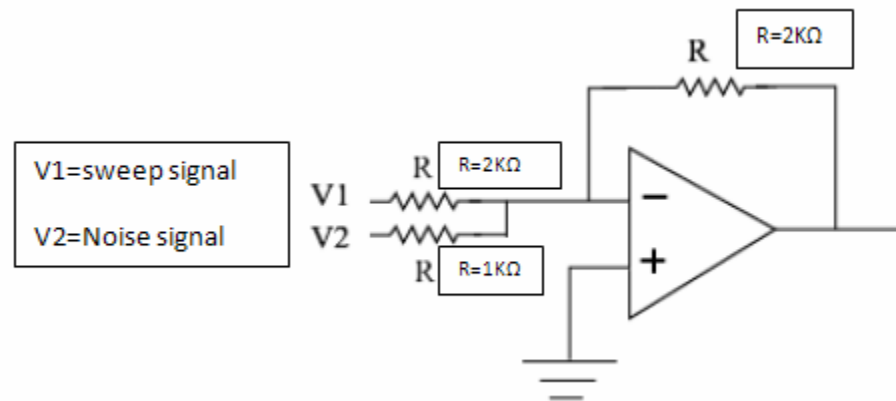 R=2KΩ
R
R R=2KΩ
V1=sweep signal
V1
V2=Noise signal
V2
R R=1KΩ
−
+